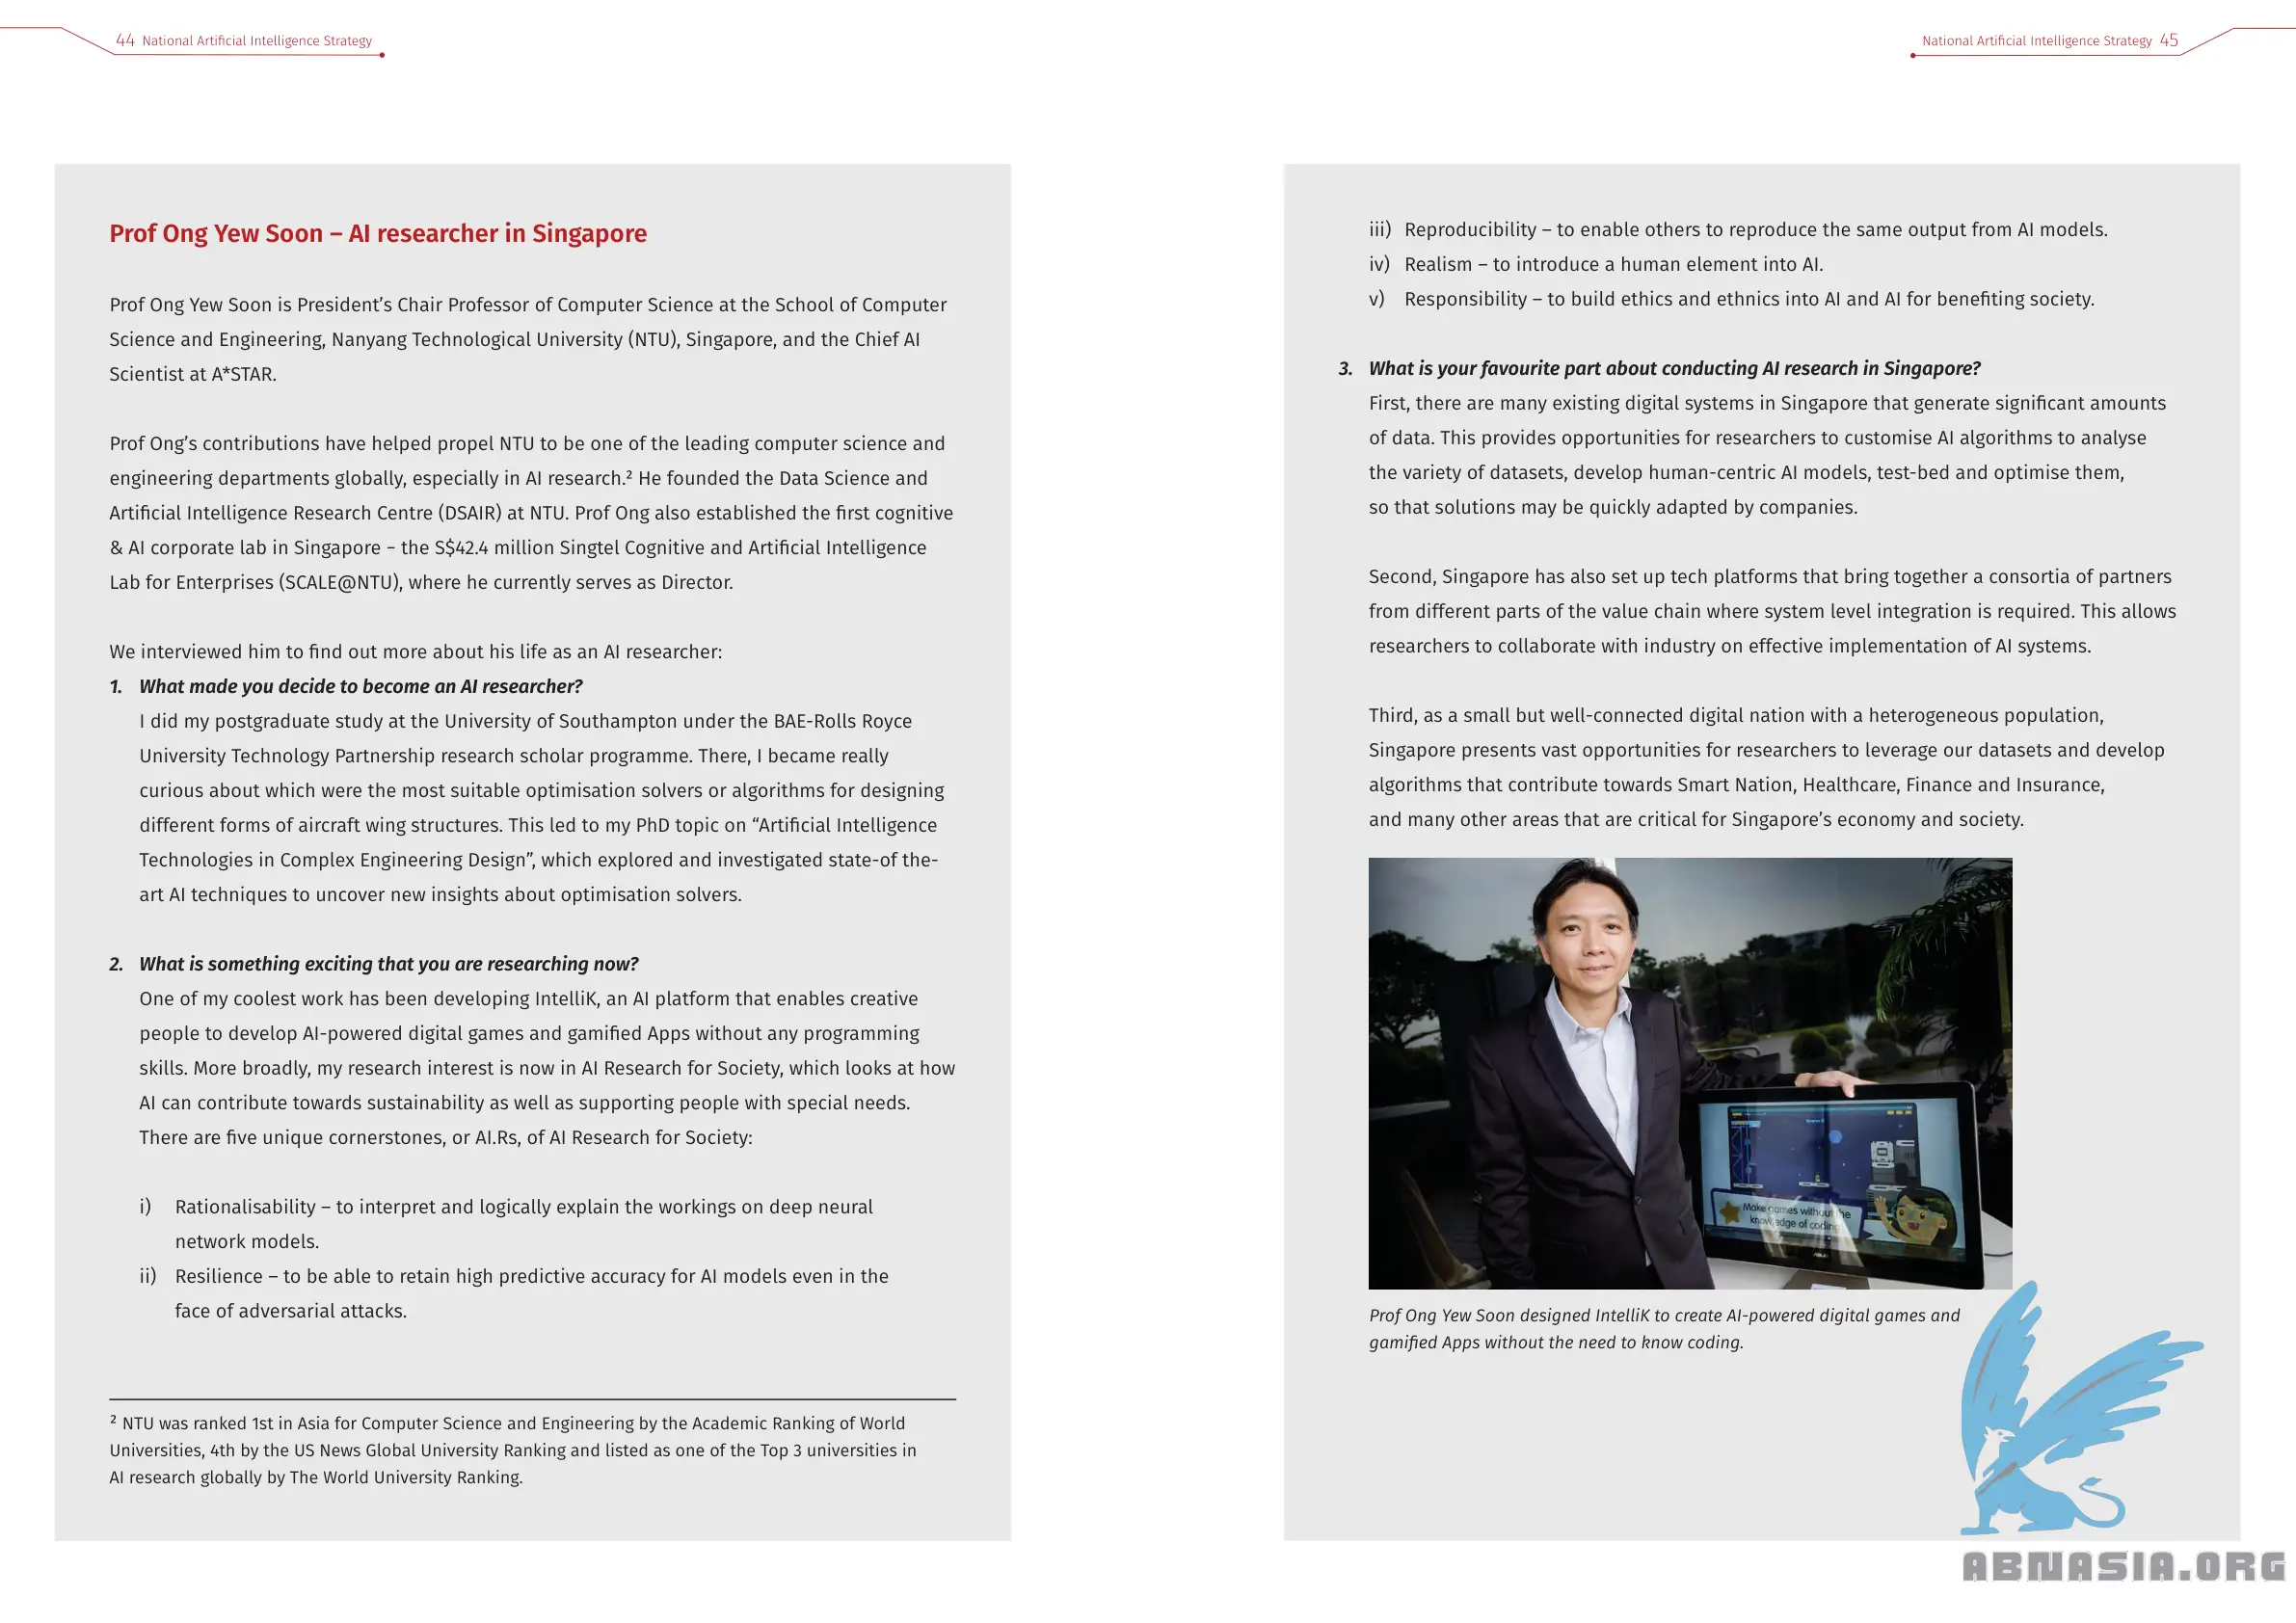 44 National Artificial Intelligence Strategy
Prof Ong Yew Soon – AI researcher in Singapore
Prof Ong Yew Soon is President’s Chair Professor of Computer Science at the School of Computer
Science and Engineering, Nanyang Technological University (NTU), Singapore, and the Chief AI
Scientist at A*STAR.
Prof Ong’s contributions have helped propel NTU to be one of the leading computer science and
engineering departments globally, especially in AI research.² He founded the Data Science and
Artificial Intelligence Research Centre (DSAIR) at NTU. Prof Ong also established the first cognitive
& AI corporate lab in Singapore – the S$42.4 million Singtel Cognitive and Artificial Intelligence
Lab for Enterprises (SCALE@NTU), where he currently serves as Director.
We interviewed him to find out more about his life as an AI researcher:
1. What made you decide to become an AI researcher?
I did my postgraduate study at the University of Southampton under the BAE-Rolls Royce
University Technology Partnership research scholar programme. There, I became really
curious about which were the most suitable optimisation solvers or algorithms for designing
different forms of aircraft wing structures. This led to my PhD topic on “Artificial Intelligence
Technologies in Complex Engineering Design”, which explored and investigated state-of the-
art AI techniques to uncover new insights about optimisation solvers.
2. What is something exciting that you are researching now?
One of my coolest work has been developing IntelliK, an AI platform that enables creative
people to develop AI-powered digital games and gamified Apps without any programming
skills. More broadly, my research interest is now in AI Research for Society, which looks at how
AI can contribute towards sustainability as well as supporting people with special needs.
There are five unique cornerstones, or AI.Rs, of AI Research for Society:
i) Rationalisability – to interpret and logically explain the workings on deep neural
network models.
ii) Resilience – to be able to retain high predictive accuracy for AI models even in the
face of adversarial attacks.
² NTU was ranked 1st in Asia for Computer Science and Engineering by the Academic Ranking of World
Universities, 4th by the US News Global University Ranking and listed as one of the Top 3 universities in
AI research globally by The World University Ranking.
National Artificial Intelligence Strategy 45
iii) Reproducibility – to enable others to reproduce the same output from AI models.
iv) Realism – to introduce a human element into AI.
v) Responsibility – to build ethics and ethnics into AI and AI for benefiting society.
3. What is your favourite part about conducting AI research in Singapore?
First, there are many existing digital systems in Singapore that generate significant amounts
of data. This provides opportunities for researchers to customise AI algorithms to analyse
the variety of datasets, develop human-centric AI models, test-bed and optimise them,
so that solutions may be quickly adapted by companies.
Second, Singapore has also set up tech platforms that bring together a consortia of partners
from different parts of the value chain where system level integration is required. This allows
researchers to collaborate with industry on effective implementation of AI systems.
Third, as a small but well-connected digital nation with a heterogeneous population,
Singapore presents vast opportunities for researchers to leverage our datasets and develop
algorithms that contribute towards Smart Nation, Healthcare, Finance and Insurance,
and many other areas that are critical for Singapore’s economy and society.
Make games without the
knowledge of coding
ASUS
Prof Ong Yew Soon designed IntelliK to create AI-powered digital games and
gamified Apps without the need to know coding.
ABNASIA.ORG